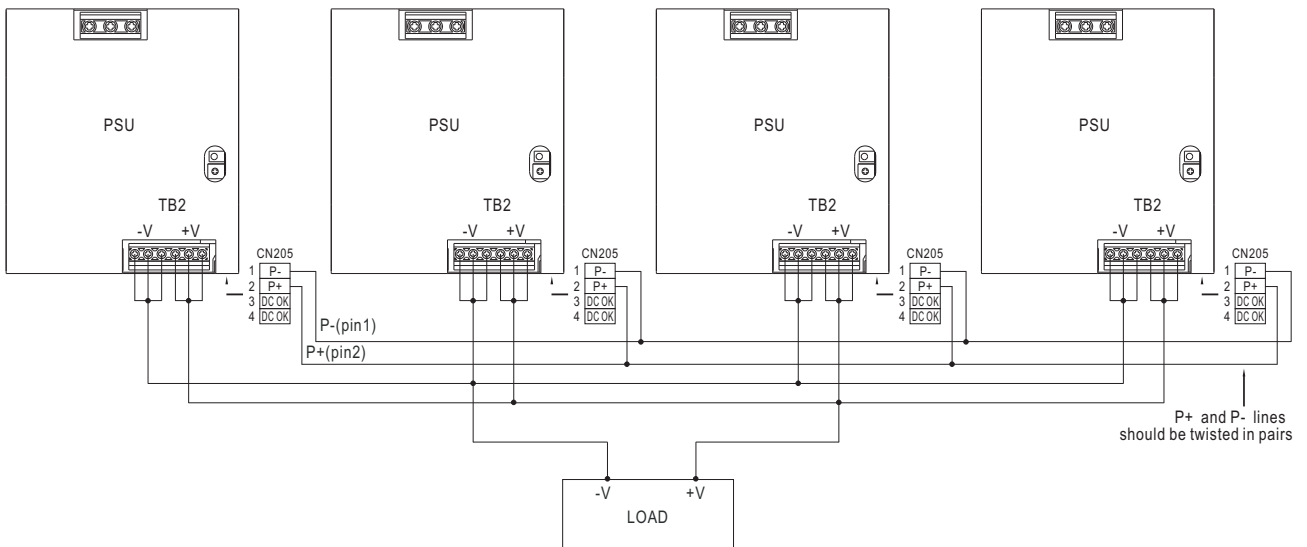 PSU PSU PSU PSU
TB2 TB2 TB2 TB2
-V +V -V +V -V +V -V +V
CN205 CN205 CN205 CN205
1 P- 1 P- 1 P- 1 P-
2 P+ 2 P+ 2 P+ 2 P+
3 DC OK 3 DC OK 3 DC OK 3 DC OK
4 DC OK 4 DC OK 4 DC OK 4 DC OK
P-(pin1)
P+(pin2)
P+ and P- lines
should be twisted in pairs
-V +V
LOAD